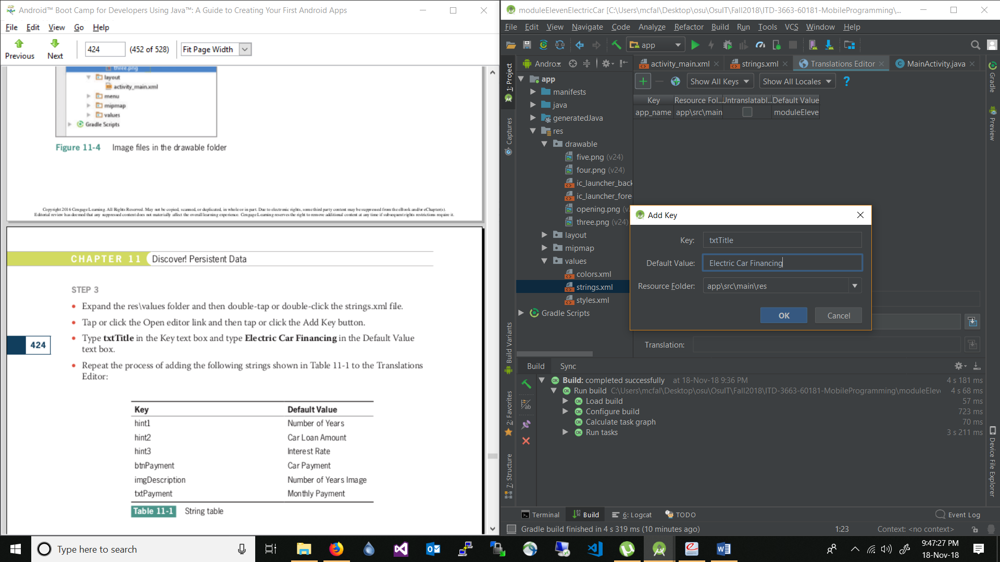 Android™ Boot Camp for Developers Using Java™: A Guide to Creating Your First Android Apps
File Edit View Go Help
Previous Next 424 (452 of 528) Fit Page Width
three.png
layout
activity_main.xml
menu
mipmap
values
Gradle Scripts
Figure 11-4 Image files in the drawable folder
Copyright 2016 Cengage Learning. All Rights Reserved. May not be copied, scanned, or duplicated, in whole or in part. Due to electronic rights, some third party content may be suppressed from the eBook and/or eChapter(s).
Editorial review has deemed that any suppressed content does not materially affect the overall learning experience. Cengage Learning reserves the right to remove additional content at any time if subsequent rights restrictions require it.
CHAPTER 11 Discover! Persistent Data
STEP 3
• Expand the res\values folder and then double-tap or double-click the strings.xml file.
• Tap or click the Open editor link and then tap or click the Add Key button.
• Type txtTitle in the Key text box and type Electric Car Financing in the Default Value
text box.
424
• Repeat the process of adding the following strings shown in Table 11-1 to the Translations
Editor:
Key Default Value
hint1 Number of Years
hint2 Car Loan Amount
hint3 Interest Rate
btnPayment Car Payment
imgDescription Number of Years Image
txtPayment Monthly Payment
Table 11-1 String table
moduleElevenElectricCar [C:\Users\mcfal\Desktop\osu\OsuIT\Fall2018\ITD-3663-60181-MobileProgramming\...
File Edit View Navigate Code Analyze Refactor Build Run Tools VCS Window Help
app
1: Project
Captures
Build Variants
2: Favorites
7: Structure
Andro...
app
manifests
java
generatedJava
res
drawable
five.png (v24)
four.png (v24)
ic_launcher_back
ic_launcher_fore
opening.png (v
three.png (v24)
layout
mipmap
values
colors.xml
strings.xml
styles.xml
Gradle Scripts
activity_main.xml strings.xml Translations Editor MainActivity.java
Show All Keys Show All Locales ?
Key Resource Fol... Untranslatabl... Default Value
app_name app\src\main moduleEleve
Add Key
Key: txtTitle
Default Value: Electric Car Financing
Resource Folder: app\src\main\res
OK Cancel
Translation:
Gradle
Preview
Device File Explorer
Build Sync
Build: completed successfully at 18-Nov-18 9:36 PM 4 s 181 ms
Run build C:\Users\mcfal\Desktop\osu\OsuIT\Fall2018\ITD-3663-60181-MobileProgramming\moduleElev 4 s 68 ms
Load build 57 ms
Configure build 723 ms
Calculate task graph 70 ms
Run tasks 3 s 211 ms
Terminal Build 6: Logcat TODO Event Log
Gradle build finished in 4 s 319 ms (10 minutes ago) 1:23 Context: <no context>
Type here to search
9:47:27 PM
18-Nov-18